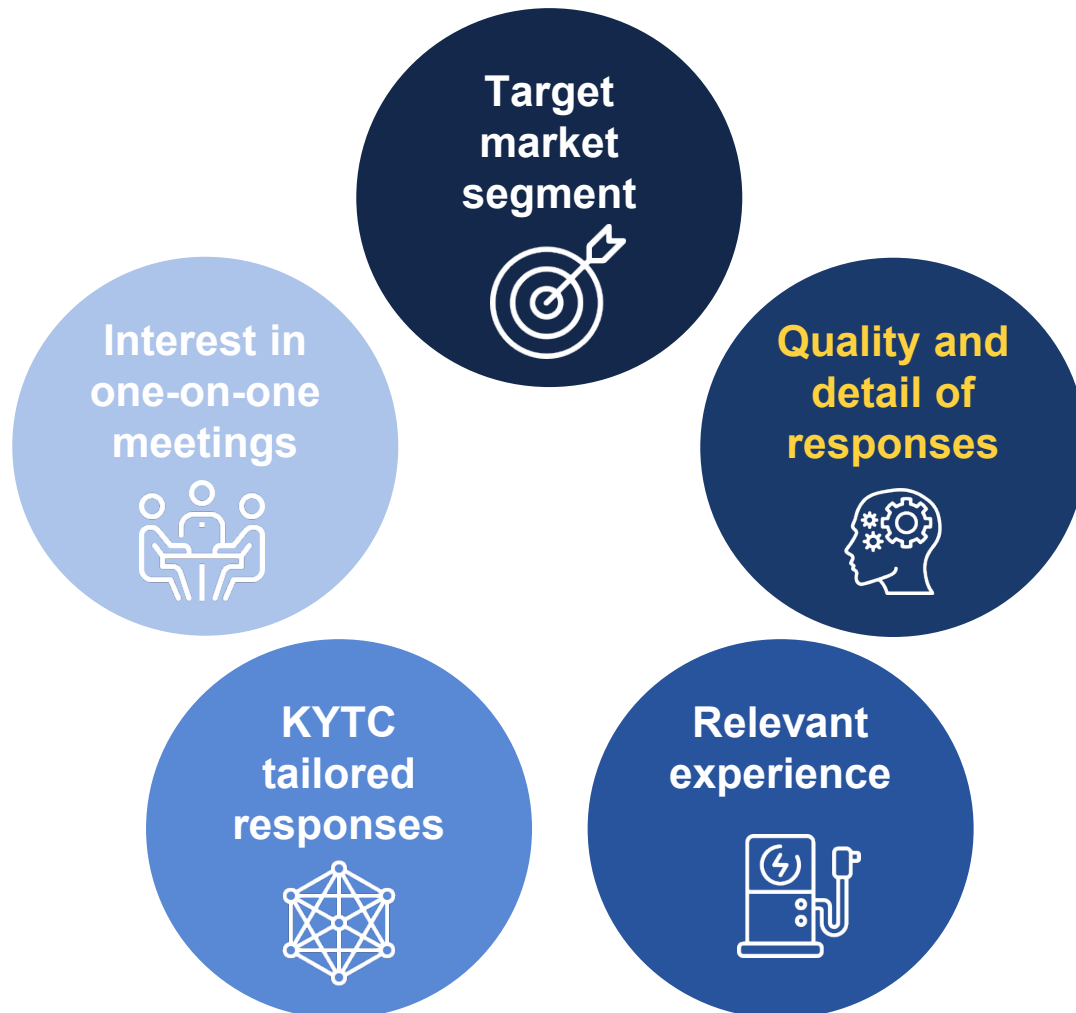 Target
market
segment
Quality and
detail of
responses
Relevant
experience
KYTC
tailored
responses
Interest in
one-on-one
meetings